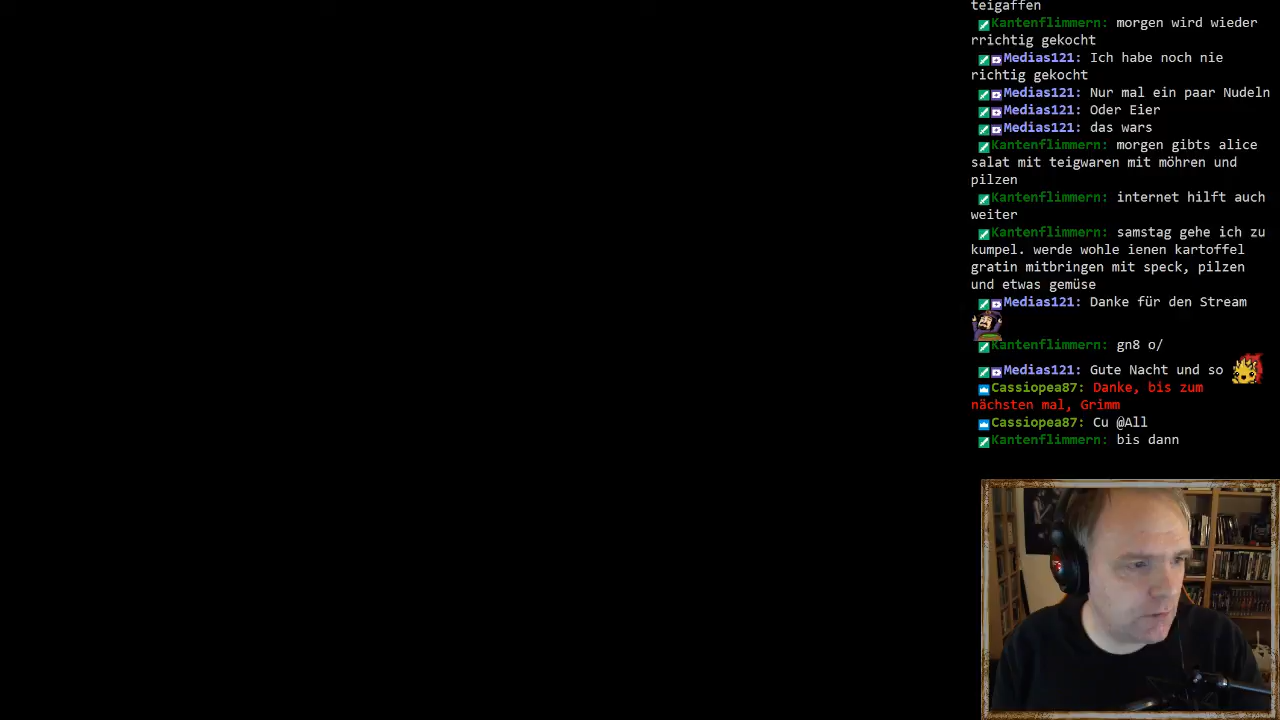 teigaffen
Kantenflimmern: morgen wird wieder
rrichtig gekocht
Medias121: Ich habe noch nie
richtig gekocht
Medias121: Nur mal ein paar Nudeln
Medias121: Oder Eier
Medias121: das wars
Kantenflimmern: morgen gibts alice
salat mit teigwaren mit möhren und
pilzen
Kantenflimmern: internet hilft auch
weiter
Kantenflimmern: samstag gehe ich zu
kumpel. werde wohle ienen kartoffel
gratin mitbringen mit speck, pilzen
und etwas gemüse
Medias121: Danke für den Stream
Kantenflimmern: gn8 o/
Medias121: Gute Nacht und so
Cassiopea87: Danke, bis zum
nächsten mal, Grimm
Cassiopea87: Cu @All
Kantenflimmern: bis dann